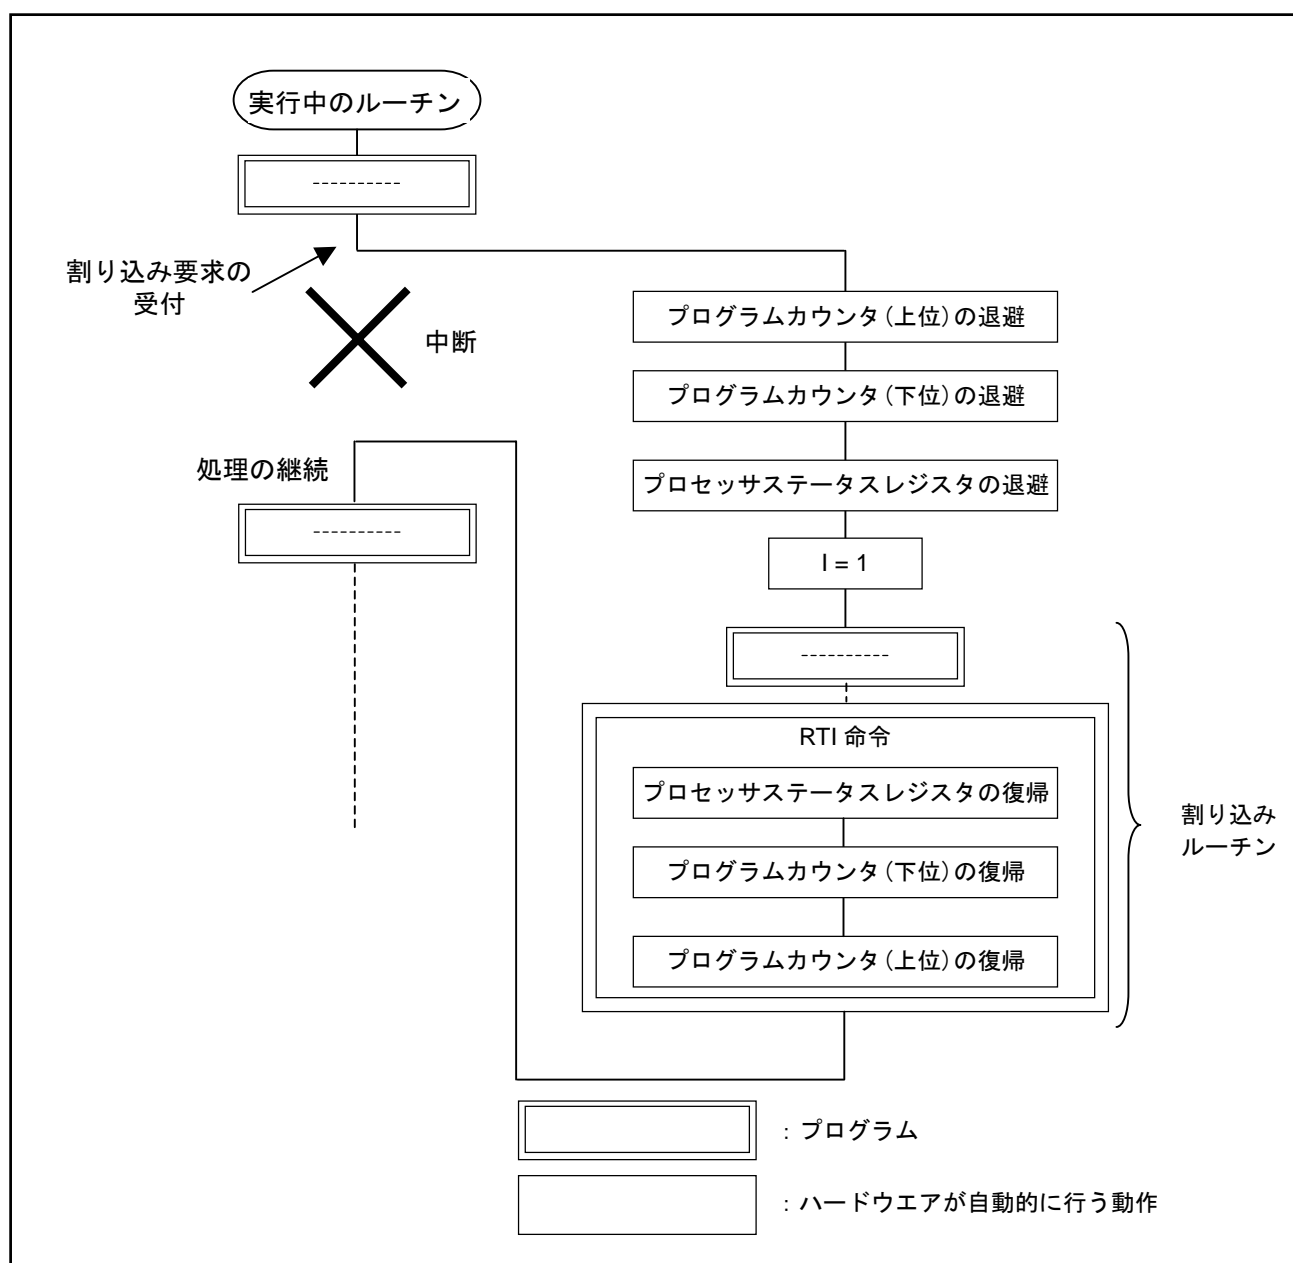 実行中のルーチン
----------
割り込み要求の
受付
中断
プログラムカウンタ(上位)の退避
プログラムカウンタ(下位)の退避
プロセッサステータスレジスタの退避
I = 1
----------
処理の継続
----------
RTI 命令
プロセッサステータスレジスタの復帰
プログラムカウンタ(下位)の復帰
プログラムカウンタ(上位)の復帰
割り込み
ルーチン
: プログラム
: ハードウエアが自動的に行う動作